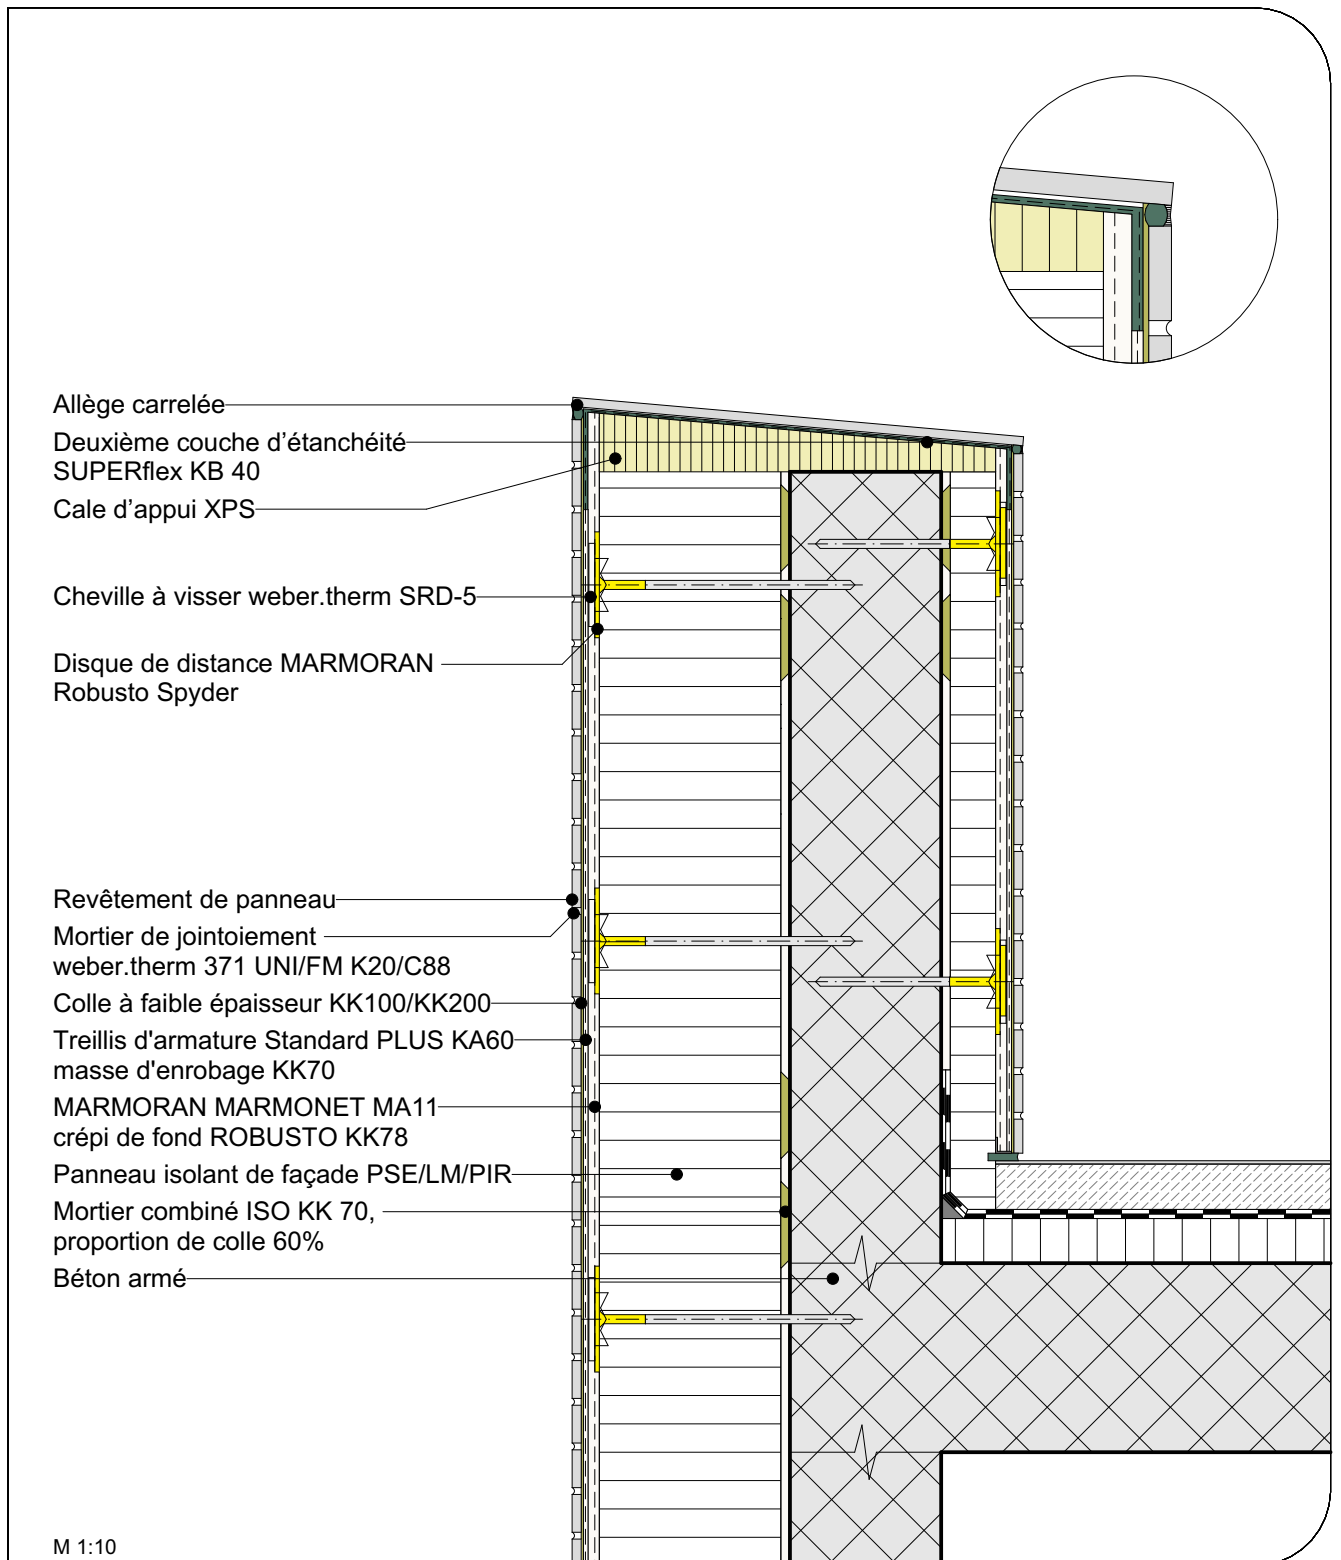 Allège carrelée
Deuxième couche d’étanchéité
SUPERflex KB 40
Cale d’appui XPS
Cheville à visser weber.therm SRD-5
Disque de distance MARMORAN
Robusto Spyder
Revêtement de panneau
Mortier de jointoiement
weber.therm 371 UNI/FM K20/C88
Colle à faible épaisseur KK100/KK200
Treillis d'armature Standard PLUS KA60
masse d'enrobage KK70
MARMORAN MARMONET MA11
crépi de fond ROBUSTO KK78
Panneau isolant de façade PSE/LM/PIR
Mortier combiné ISO KK 70,
proportion de colle 60%
Béton armé
M 1:10